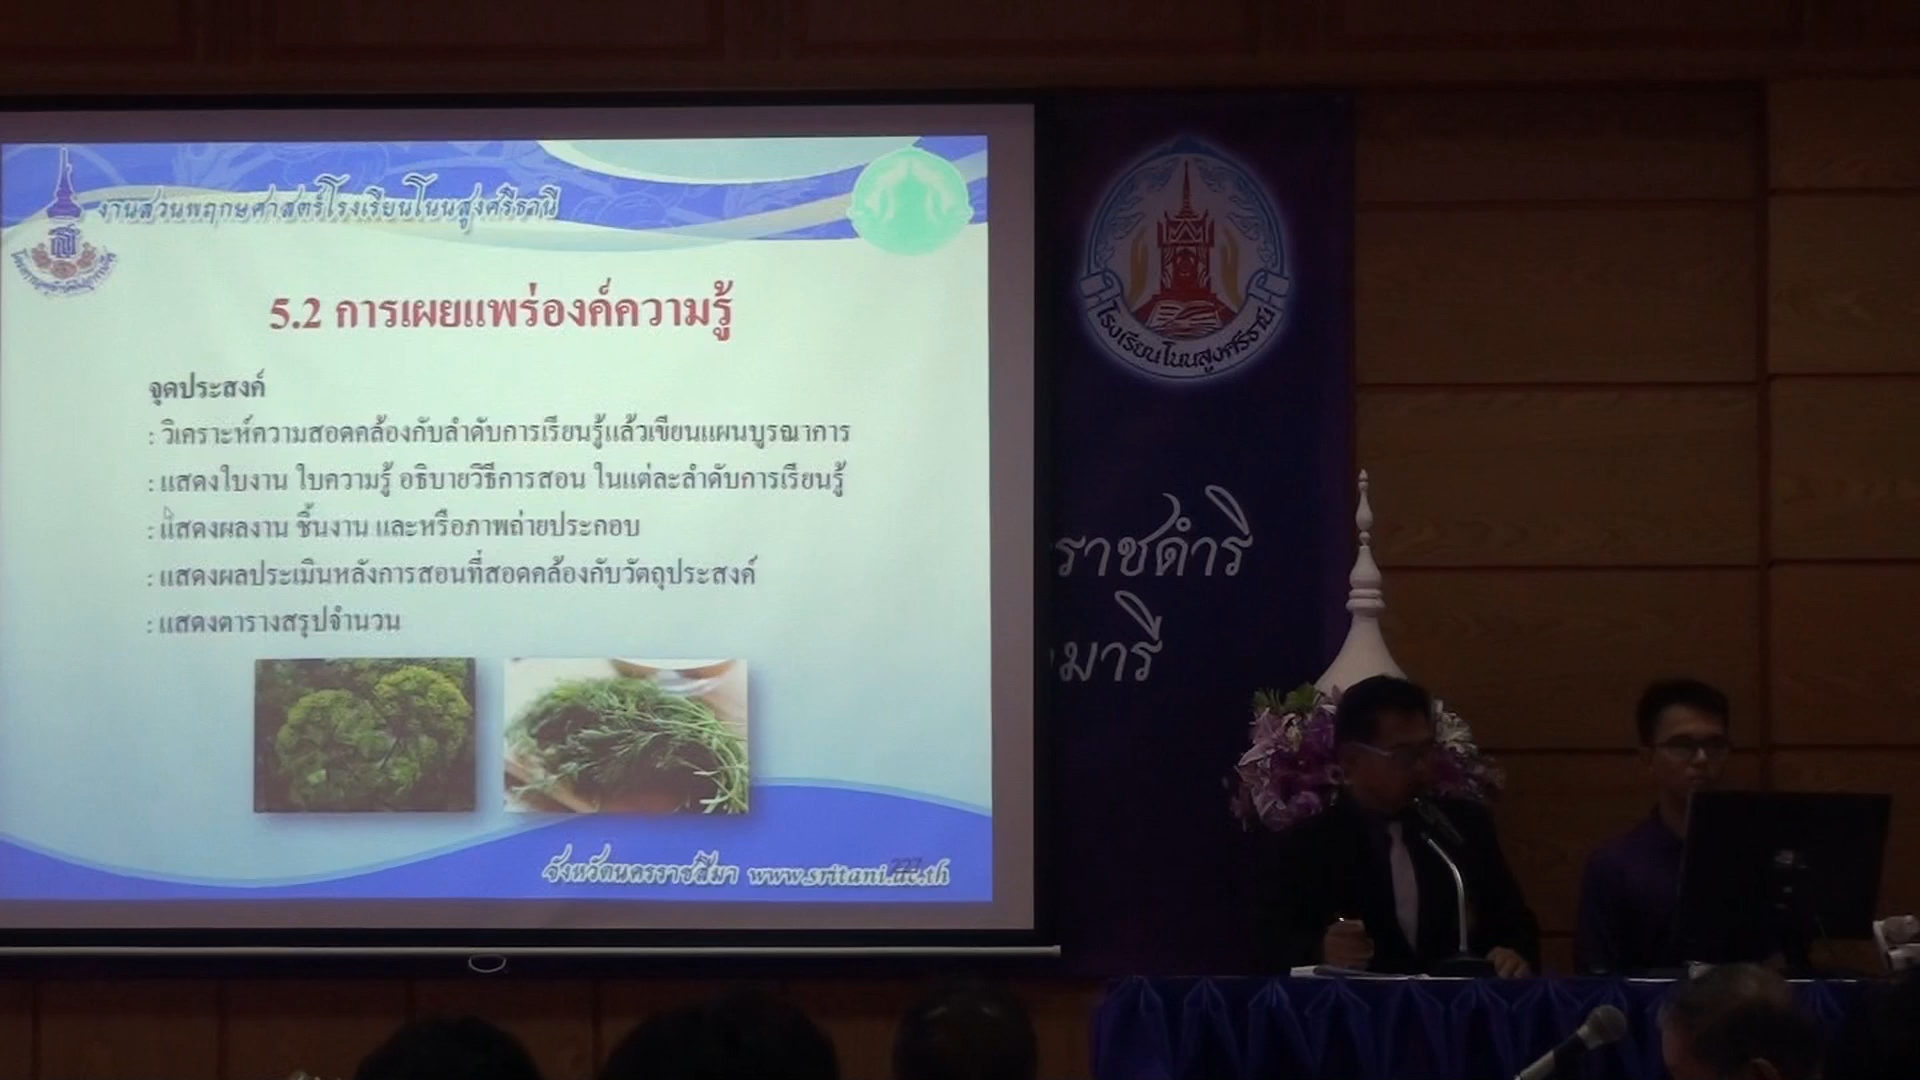 งานสวนพฤกษศาสตร์โรงเรียนโนนสูงศรีธานี
5.2 การเผยแพร่องค์ความรู้
จุดประสงค์
: วิเคราะห์ความสอดคล้องกับลำดับการเรียนรู้แล้วเขียนแผนบูรณาการ
: แสดงใบงาน ใบความรู้ อธิบายวิธีการสอน ในแต่ละลำดับการเรียนรู้
: แสดงผลงาน ชิ้นงาน และหรือภาพถ่ายประกอบ
: แสดงผลประเมินหลังการสอนที่สอดคล้องกับวัตถุประสงค์
: แสดงตารางสรุปจำนวน
จังหวัดนครราชสีมา www.sritani.ac.th
227
โรงเรียนโนนสูงศรีธานี
ราชดำริ
มารี